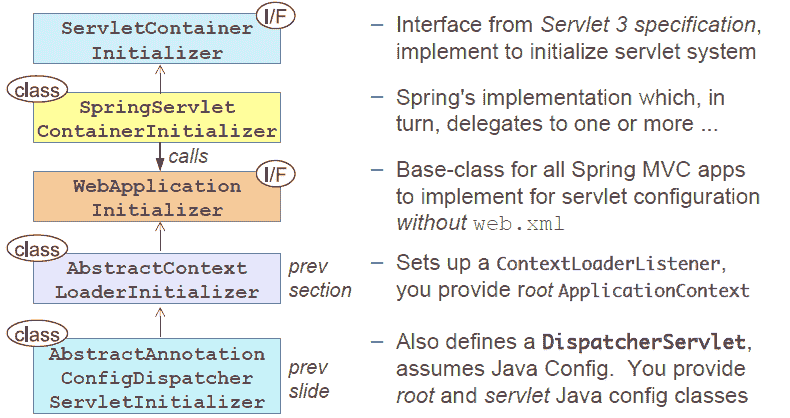 ServletContainer
Initializer
I/F
– Interface from Servlet 3 specification,
implement to initialize servlet system
class
SpringServlet
ContainerInitializer
– Spring's implementation which, in
turn, delegates to one or more ...
calls
WebApplication
Initializer
I/F
– Base-class for all Spring MVC apps
to implement for servlet configuration
without web.xml
class
AbstractContext
LoaderInitializer
prev
section
– Sets up a ContextLoaderListener,
you provide root ApplicationContext
class
AbstractAnnotation
ConfigDispatcher
ServletInitializer
prev
slide
– Also defines a DispatcherServlet,
assumes Java Config. You provide
root and servlet Java config classes